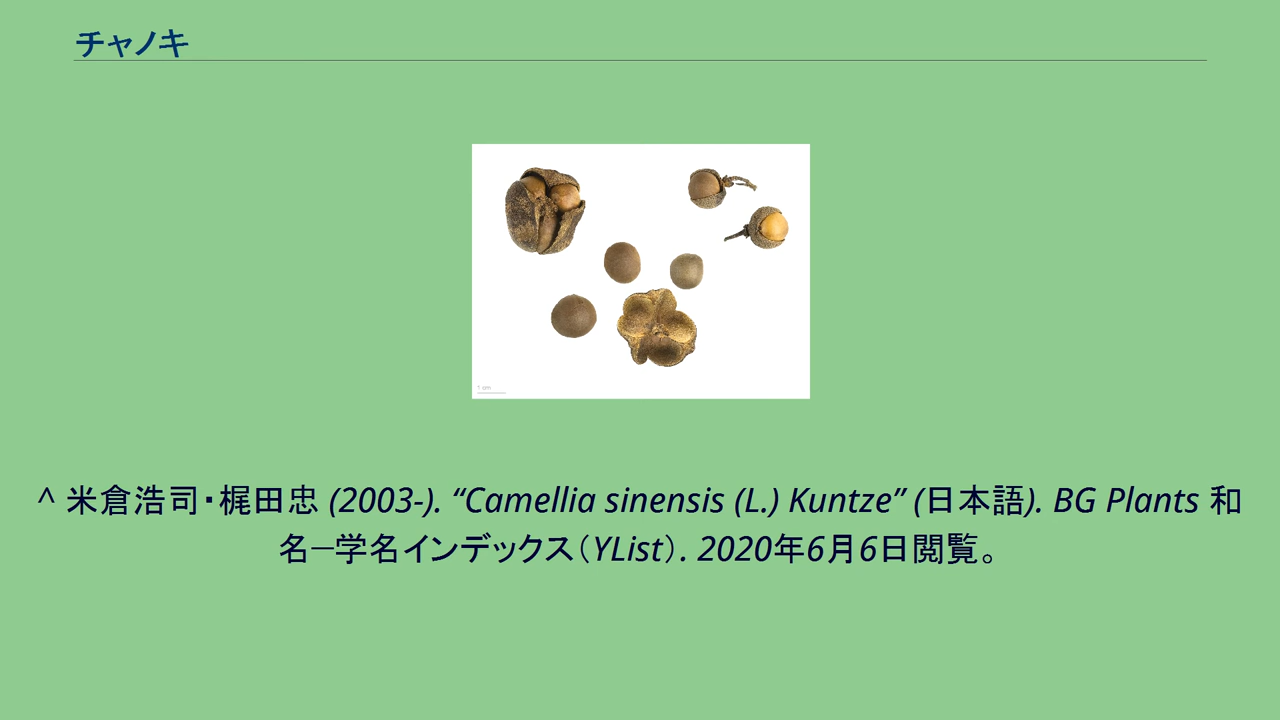 チャノキ
1 cm
^ 米倉浩司・梶田忠 (2003-). “Camellia sinensis (L.) Kuntze” (日本語). BG Plants 和
名−学名インデックス（YList）. 2020年6月6日閲覧。